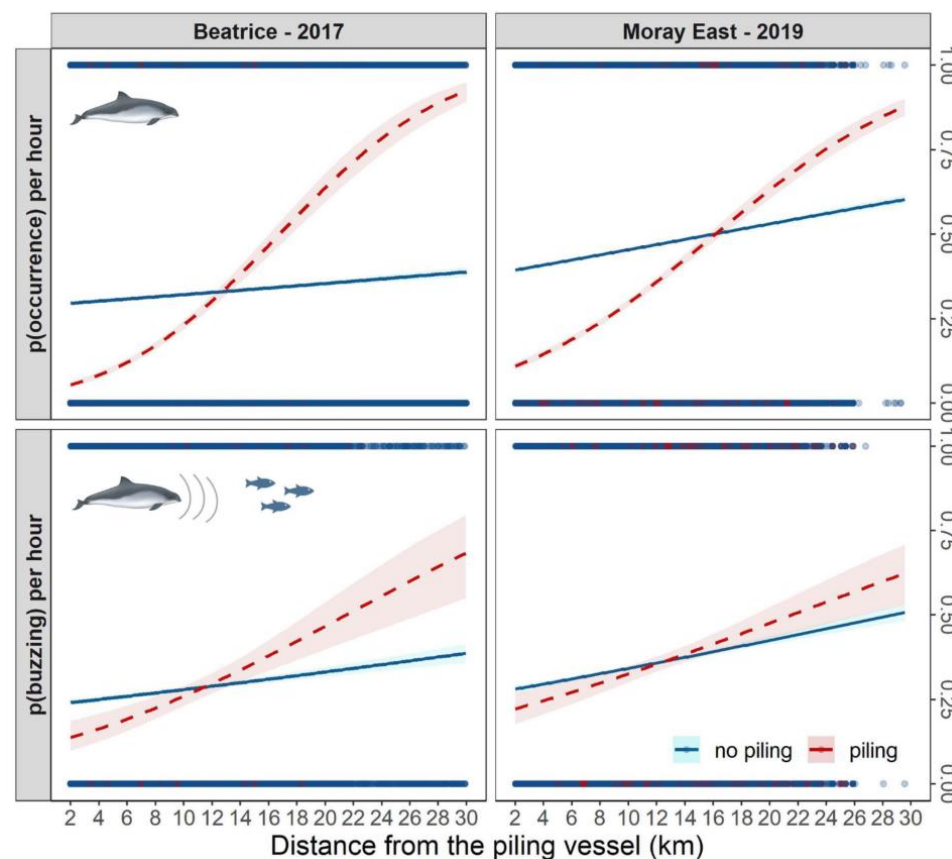 Beatrice - 2017
Moray East - 2019
p(occurrence) per hour
1.00
0.75
0.50
0.25
0.00
p(buzzing) per hour
1.00
0.75
0.50
0.25
0.00
no piling
piling
2 4 6 8 10 12 14 16 18 20 22 24 26 28 30
2 4 6 8 10 12 14 16 18 20 22 24 26 28 30
Distance from the piling vessel (km)